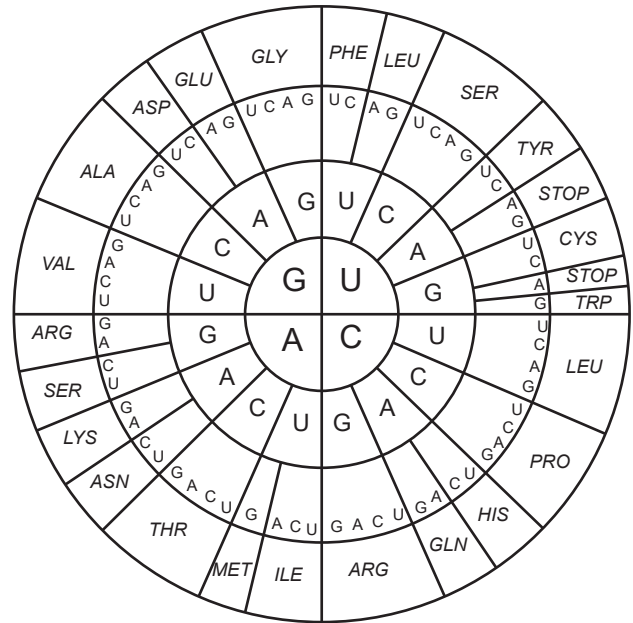 PHE
LEU
SER
TYR
STOP
CYS
STOP
TRP
LEU
PRO
HIS
GLN
ARG
ILE
MET
THR
ASN
LYS
SER
ARG
VAL
ALA
ASP
GLU
GLY
U C A G U C A G U C A G U C A G
U C A G U C A G U C A G U C A G
U C A G U C A G U C A G U C A G
U C A G U C A G U C A G U C A G
U C A G
U C A G
U C A G
U C A G
U C
A G